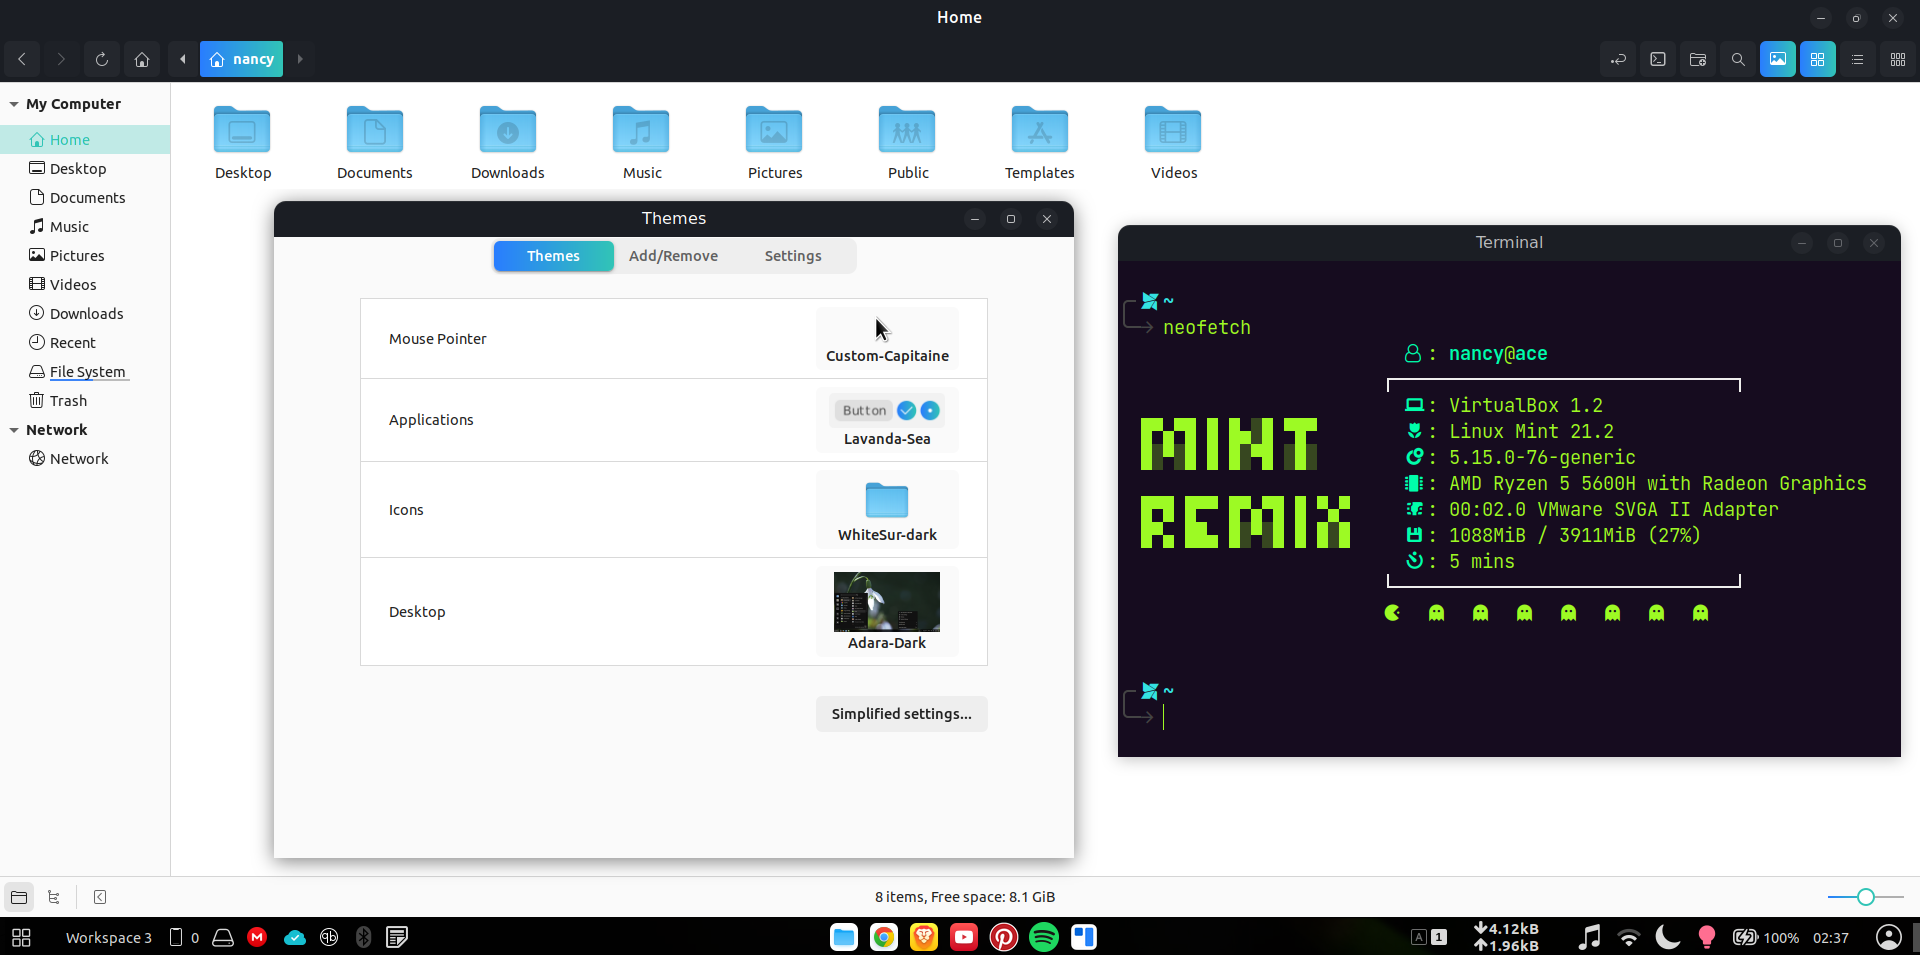 Home
nancy
My Computer
Home
Desktop
Documents
Music
Pictures
Videos
Downloads
Recent
File System
Trash
Network
Network
Desktop
Documents
Downloads
Music
Pictures
Public
Templates
Videos
Themes
Themes
Add/Remove
Settings
Mouse Pointer
Custom-Capitaine
Applications
Button
Lavanda-Sea
Icons
WhiteSur-dark
Desktop
Adara-Dark
Simplified settings...
Terminal
~
neofetch
: nancy@ace
MINT
REMIX
: VirtualBox 1.2
: Linux Mint 21.2
: 5.15.0-76-generic
: AMD Ryzen 5 5600H with Radeon Graphics
: 00:02.0 VMware SVGA II Adapter
: 1088MiB / 3911MiB (27%)
: 5 mins
~
8 items, Free space: 8.1 GiB
Workspace 3
0
A
1
4.12kB
1.96kB
100%
02:37